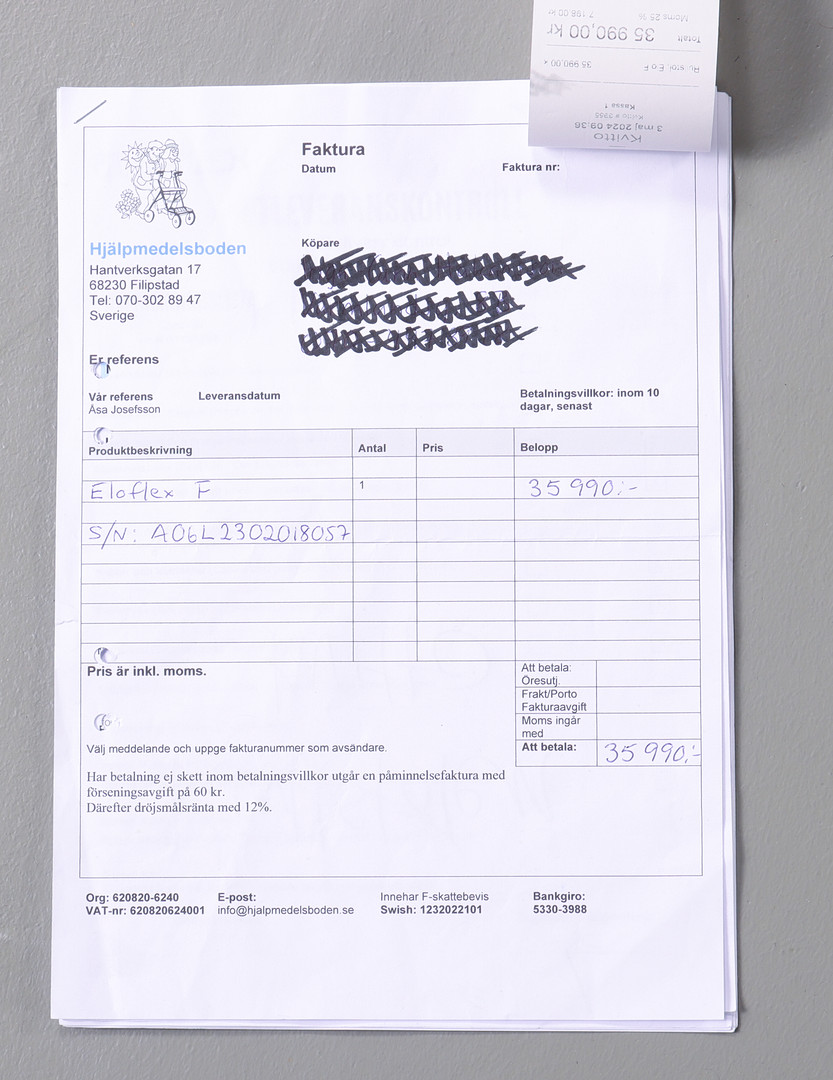 Kvitto
3 maj 2024 09:36
Kassa 1
35 990,00
Totalt 35 990,00 kr
Moms 25 % 7 198,00 kr
Faktura
Datum
Faktura nr:
Hjälpmedelsboden
Hantverksgatan 17
68230 Filipstad
Tel: 070-302 89 47
Sverige
Köpare
Er referens
Vår referens
Åsa Josefsson
Leveransdatum
Betalningsvillkor: inom 10
dagar, senast
Produktbeskrivning Antal Pris Belopp
Eloflex F 1 35 990:-
S/N: A06L2302018057
Pris är inkl. moms.
Att betala:
Öresutj.
Frakt/Porto
Fakturaavgift
Moms ingår
med
Att betala: 35 990,-
Välj meddelande och uppge fakturanummer som avsändare.
Har betalning ej skett inom betalningsvillkor utgår en påminnelsefaktura med
förseningsavgift på 60 kr.
Därefter dröjsmålsränta med 12%.
Org: 620820-6240
VAT-nr: 620820624001
E-post:
info@hjalpmedelsboden.se
Innehar F-skattebevis
Swish: 1232022101
Bankgiro:
5330-3988